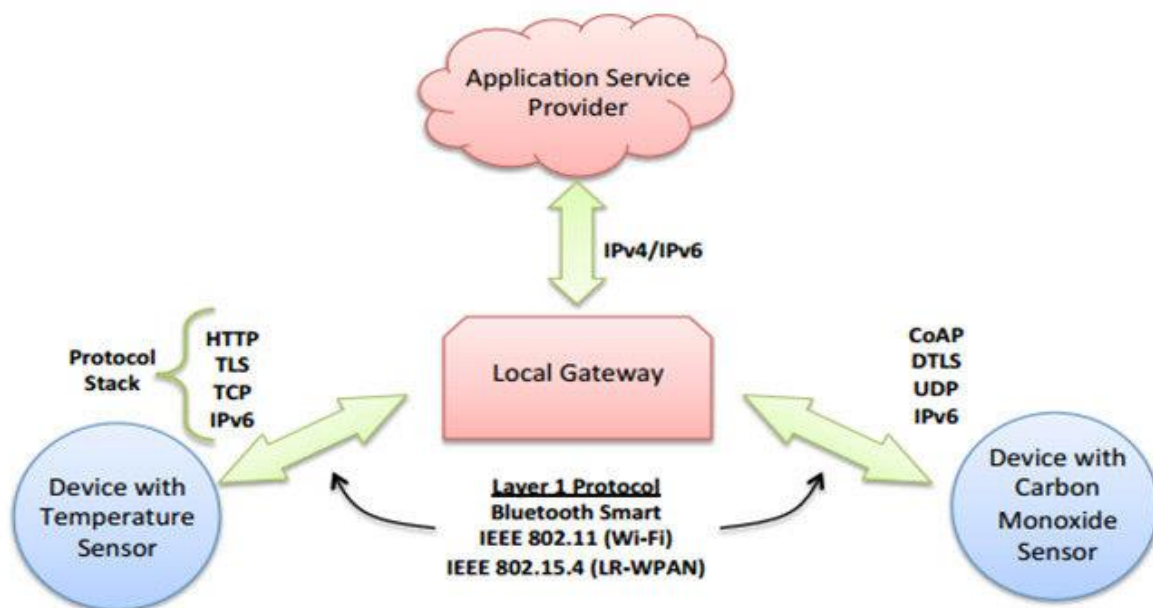 Application Service
Provider
IPv4/IPv6
Protocol
Stack
HTTP
TLS
TCP
IPv6
Local Gateway
CoAP
DTLS
UDP
IPv6
Device with
Temperature
Sensor
Layer 1 Protocol
Bluetooth Smart
IEEE 802.11 (Wi-Fi)
IEEE 802.15.4 (LR-WPAN)
Device with
Carbon
Monoxide
Sensor